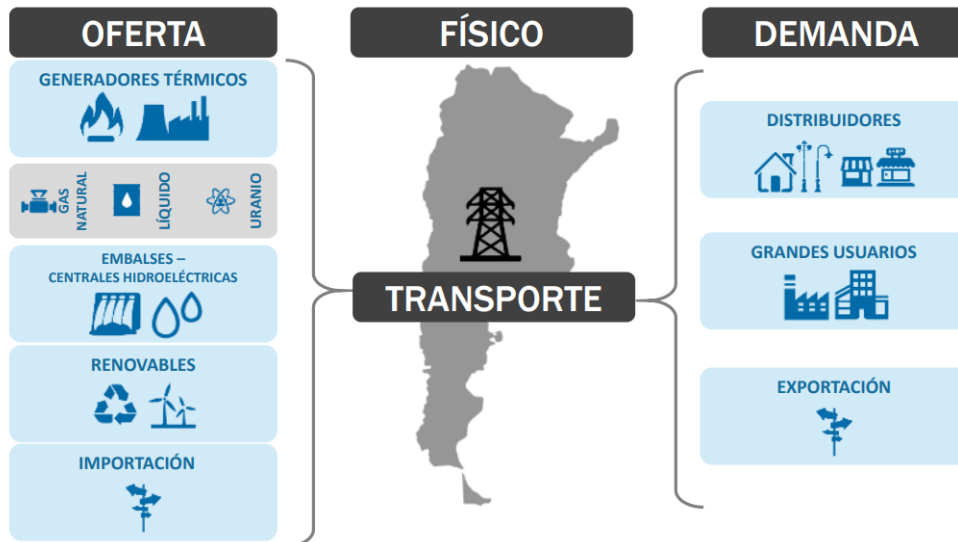 OFERTA
FÍSICO
DEMANDA
GENERADORES TÉRMICOS
GAS
NATURAL
LÍQUIDO
URANIO
EMBALSES –
CENTRALES HIDROELÉCTRICAS
RENOVABLES
IMPORTACIÓN
TRANSPORTE
DISTRIBUIDORES
GRANDES USUARIOS
EXPORTACIÓN